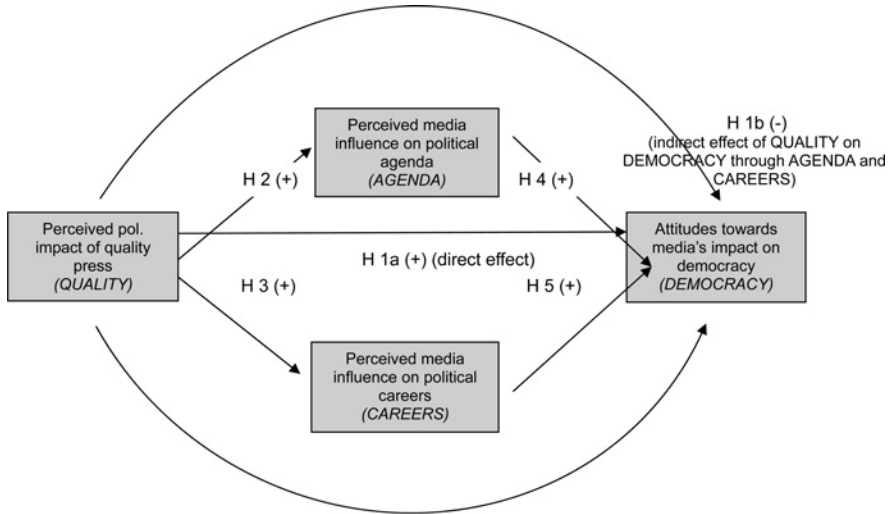 Perceived media
influence on political
agenda
(AGENDA)
H 1b (-)
(indirect effect of QUALITY on
DEMOCRACY through AGENDA and
CAREERS)
H 2 (+)
H 4 (+)
Perceived pol.
impact of quality
press
(QUALITY)
Attitudes towards
media's impact on
democracy
(DEMOCRACY)
H 1a (+) (direct effect)
H 3 (+)
H 5 (+)
Perceived media
influence on political
careers
(CAREERS)